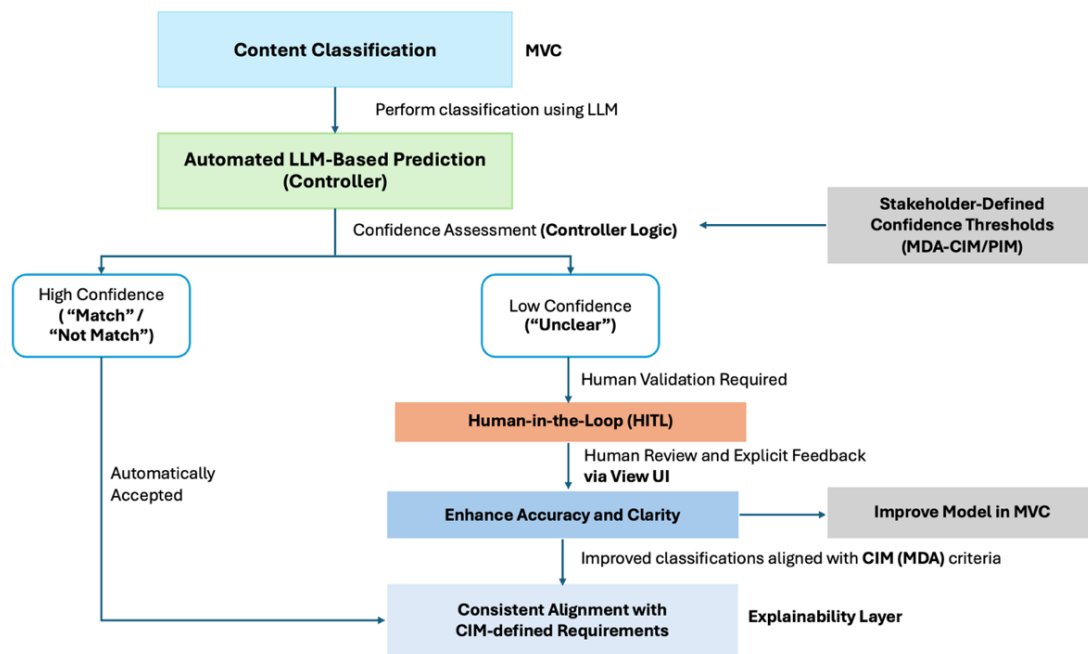 Content Classification
MVC
Perform classification using LLM
Automated LLM-Based Prediction
(Controller)
Confidence Assessment (Controller Logic)
Stakeholder-Defined
Confidence Thresholds
(MDA-CIM/PIM)
High Confidence
( “Match” /
“Not Match”)
Low Confidence
(“Unclear”)
Human Validation Required
Human-in-the-Loop (HITL)
Human Review and Explicit Feedback
via View UI
Automatically
Accepted
Enhance Accuracy and Clarity
Improve Model in MVC
Improved classifications aligned with CIM (MDA) criteria
Consistent Alignment with
CIM-defined Requirements
Explainability Layer